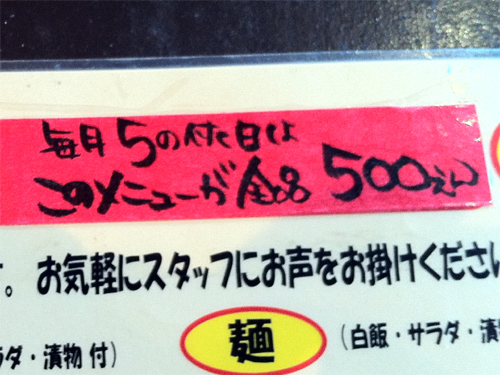 毎月5の付く日は
このメニューが全品500えん
す。お気軽にスタッフにお声をお掛けください
麺
(白飯・サラダ・漬
ラダ・漬物 付)